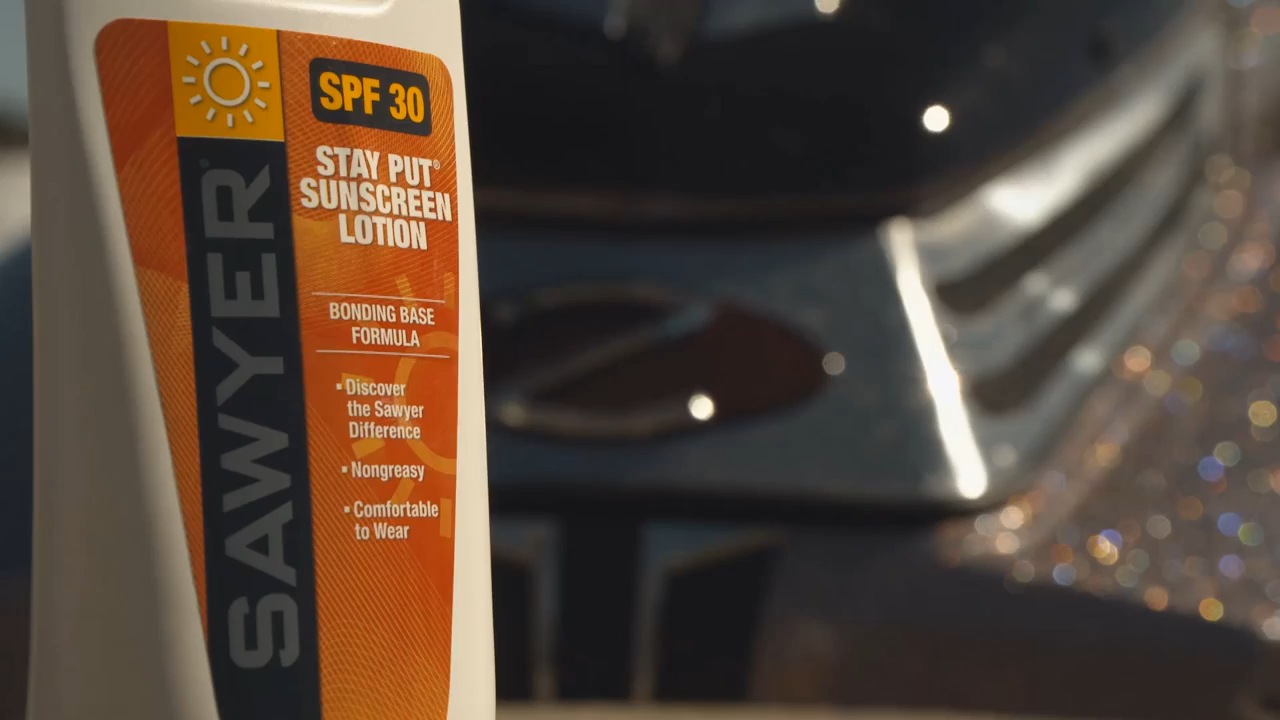 SPF 30
SAWYER®
STAY PUT®
SUNSCREEN
LOTION
BONDING BASE
FORMULA
▪ Discover
the Sawyer
Difference
▪ Nongreasy
▪ Comfortable
to Wear